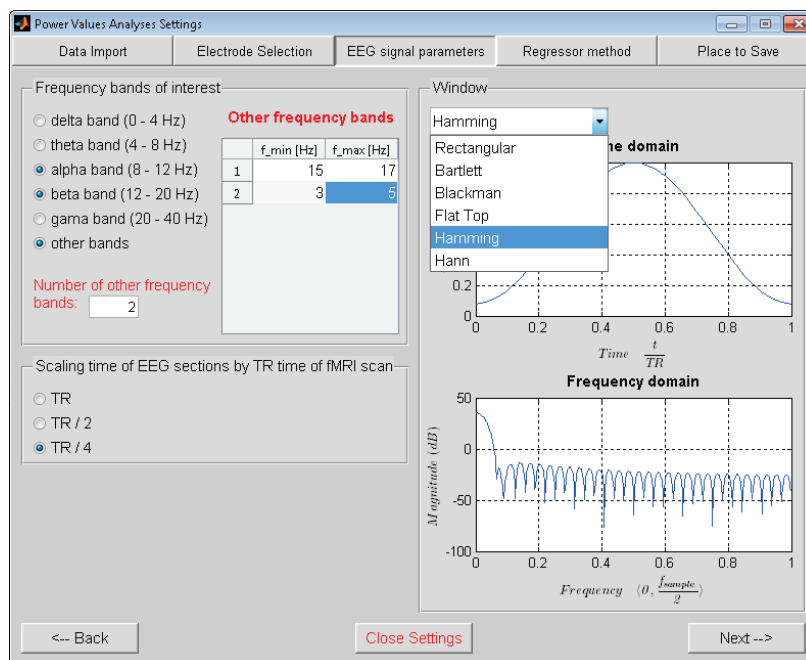 Power Values Analyses Settings
Data Import
Electrode Selection
EEG signal parameters
Regressor method
Place to Save
Frequency bands of interest
delta band (0 - 4 Hz)
theta band (4 - 8 Hz)
alpha band (8 - 12 Hz)
beta band (12 - 20 Hz)
gama band (20 - 40 Hz)
other bands
Number of other frequency
bands: 2
Other frequency bands
f_min [Hz] f_max [Hz]
1 15 17
2 3 5
Scaling time of EEG sections by TR time of fMRI scan
TR
TR / 2
TR / 4
Window
Hamming
Rectangular
Bartlett
Blackman
Flat Top
Hamming
Hann
domain
0.2
0
0 0.2 0.4 0.6 0.8 1
Time t/TR
Frequency domain
50
0
-50
-100
Magnitude (dB)
0 0.2 0.4 0.6 0.8 1
Frequency ⟨0, f_sample/2⟩
<-- Back
Close Settings
Next -->